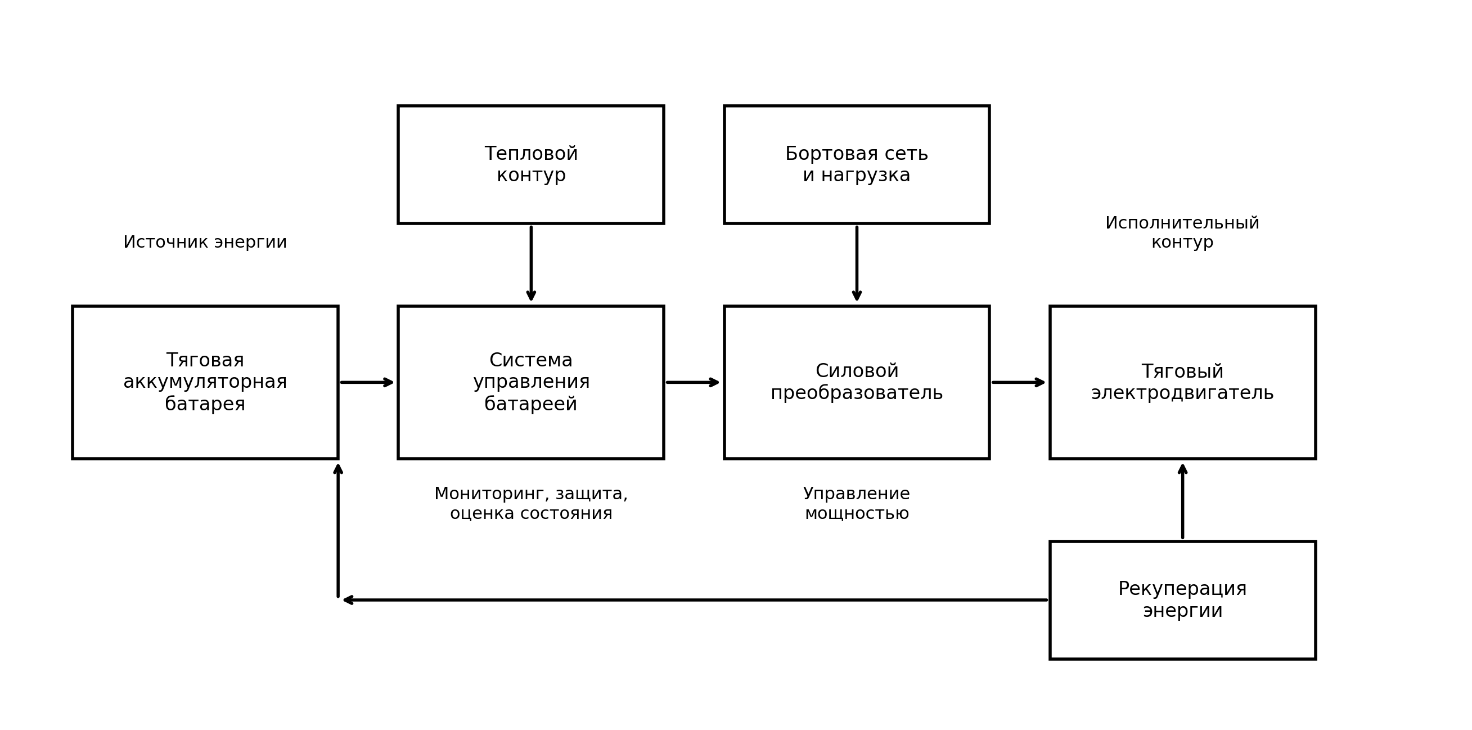 Тепловой
контур
Бортовая сеть
и нагрузка
Источник энергии
Исполнительный
контур
Тяговая
аккумуляторная
батарея
Система
управления
батареей
Силовой
преобразователь
Тяговый
электродвигатель
Мониторинг, защита,
оценка состояния
Управление
мощностью
Рекуперация
энергии